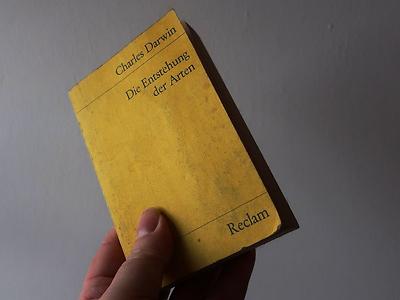 Charles Darwin
Die Entstehung
der Arten
Reclam